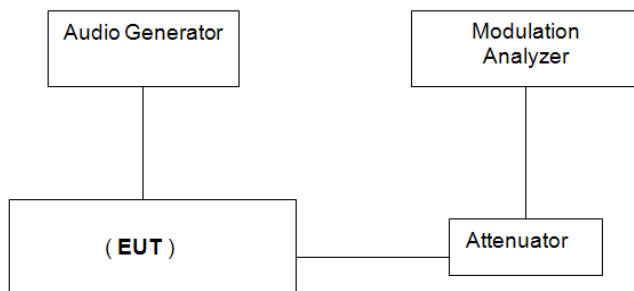 Audio Generator
Modulation
Analyzer
( EUT )
Attenuator